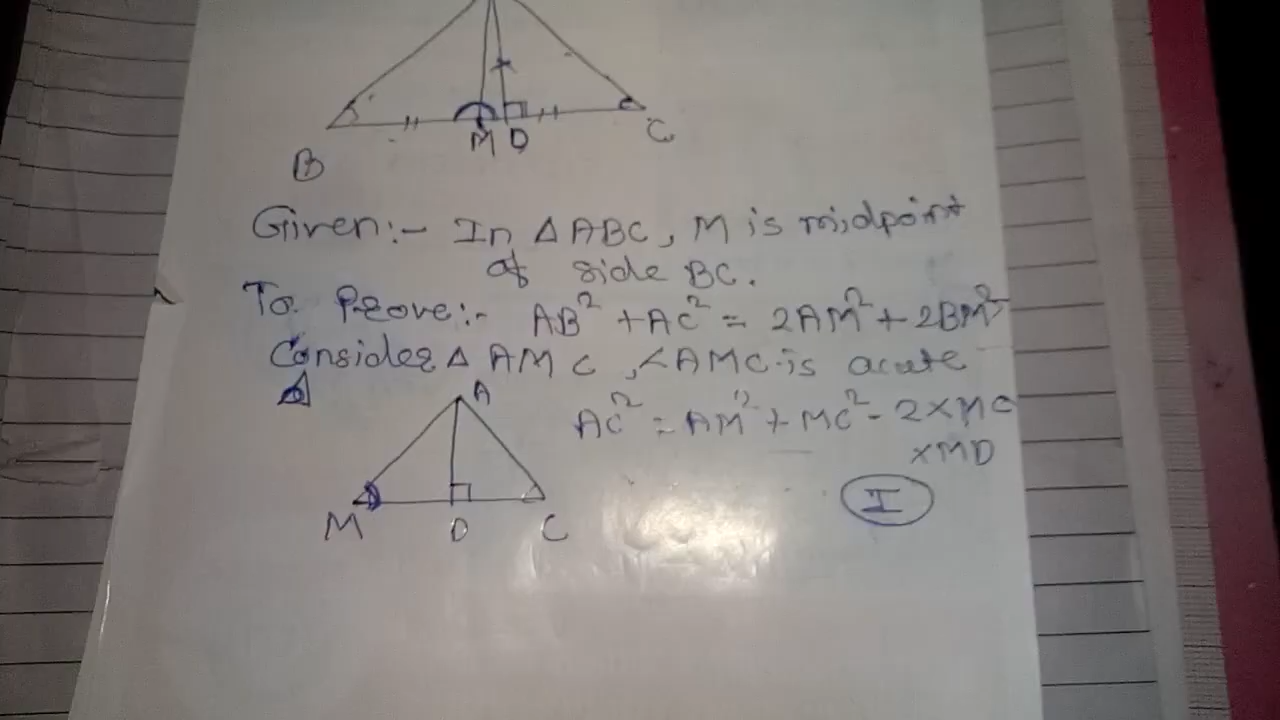 B M D C
Given:- In △ABC, M is midpoint
of side BC.
To Prove:- AB² + AC² = 2AM² + 2BM²
Consider △ AMC, ∠AMC is acute
A
AC² = AM² + MC² - 2×MC
×MD
I
M D C